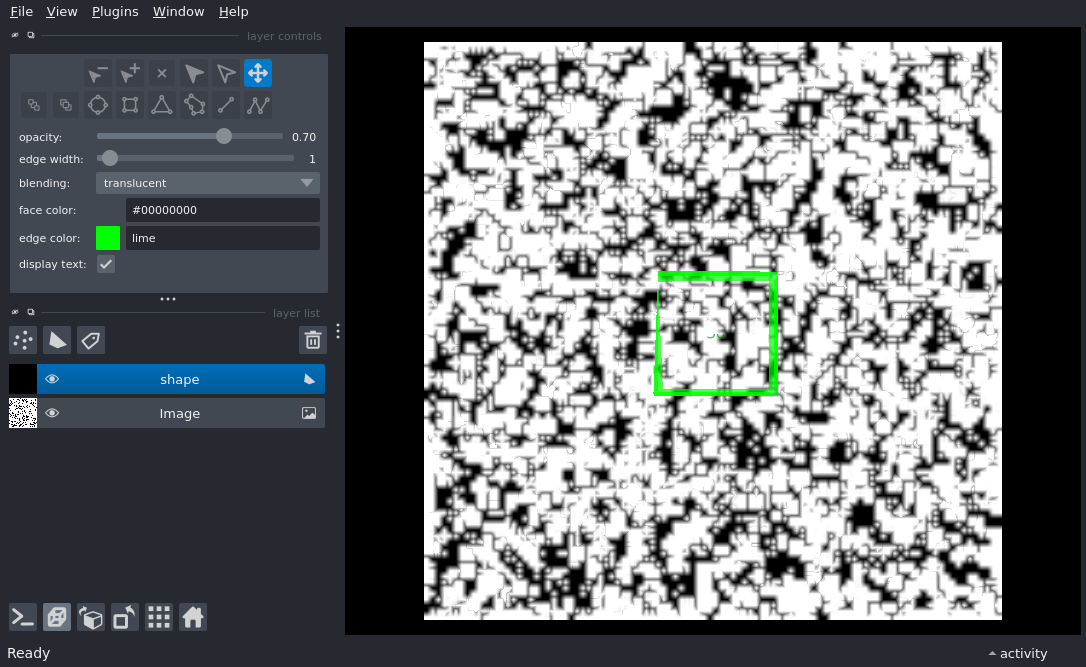 File View Plugins Window Help
layer controls
opacity: 0.70
edge width: 1
blending: translucent
face color: #00000000
edge color: lime
display text:
layer list
shape
Image
Ready
activity